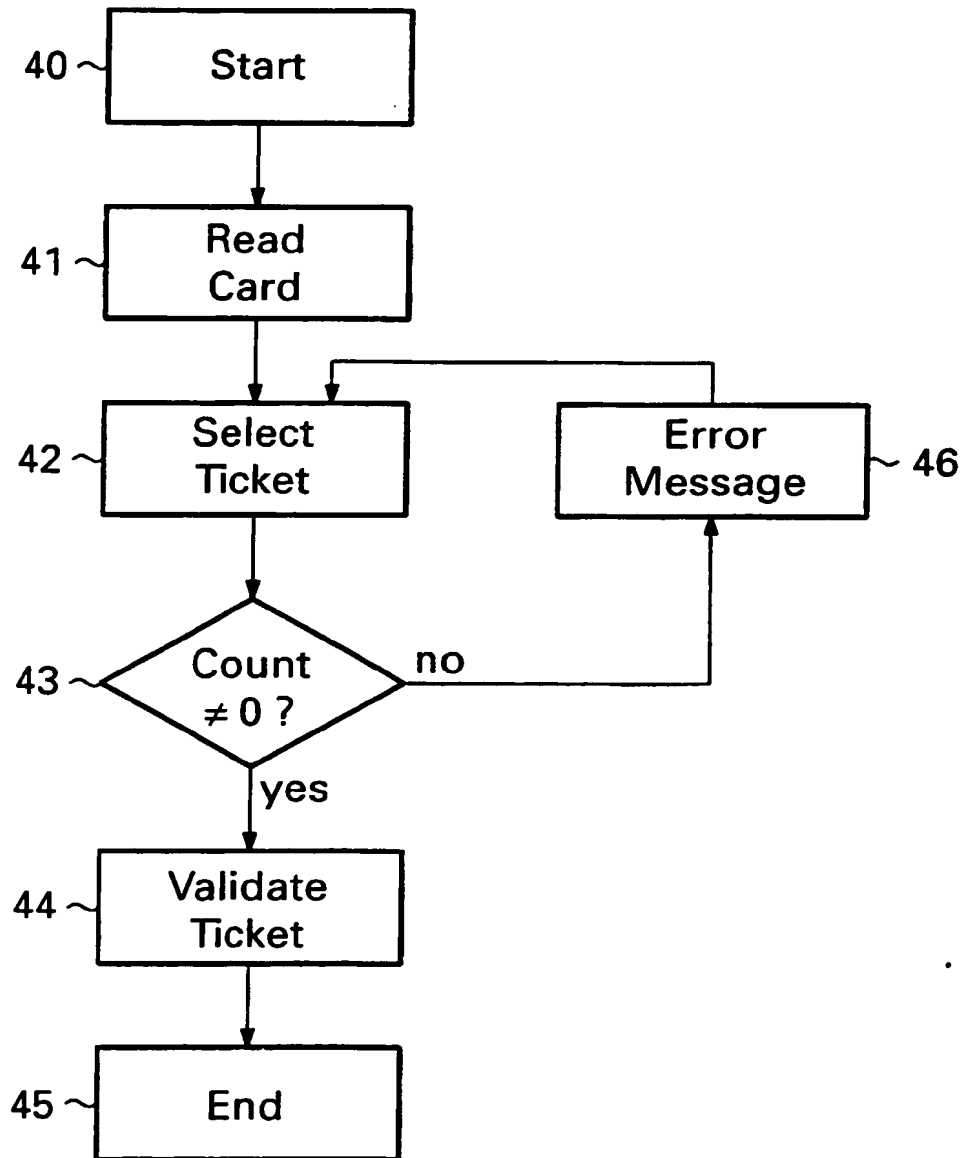 40
Start
41
Read
Card
42
Select
Ticket
Error
Message
46
43
Count
≠ 0 ?
no
yes
44
Validate
Ticket
45
End